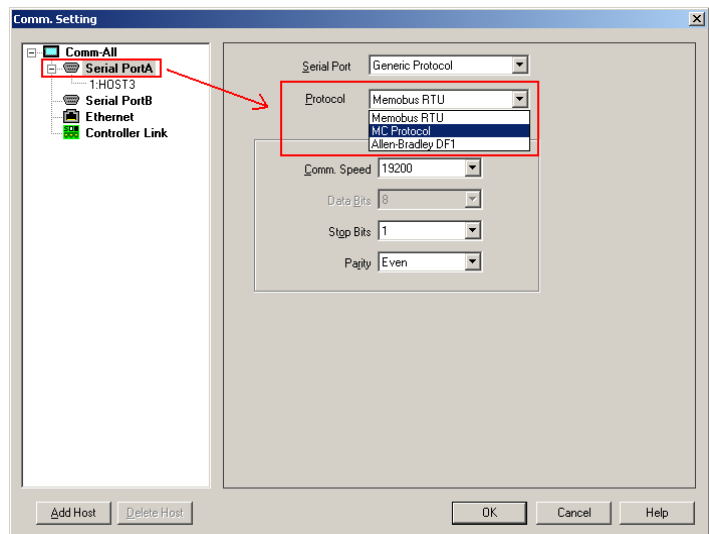 Comm. Setting
Comm-All
Serial PortA
1:HOST3
Serial PortB
Ethernet
Controller Link
Serial Port Generic Protocol
Protocol Memobus RTU
Memobus RTU
MC Protocol
Allen-Bradley DF1
Comm. Speed 19200
Data Bits 8
Stop Bits 1
Parity Even
Add Host Delete Host OK Cancel Help